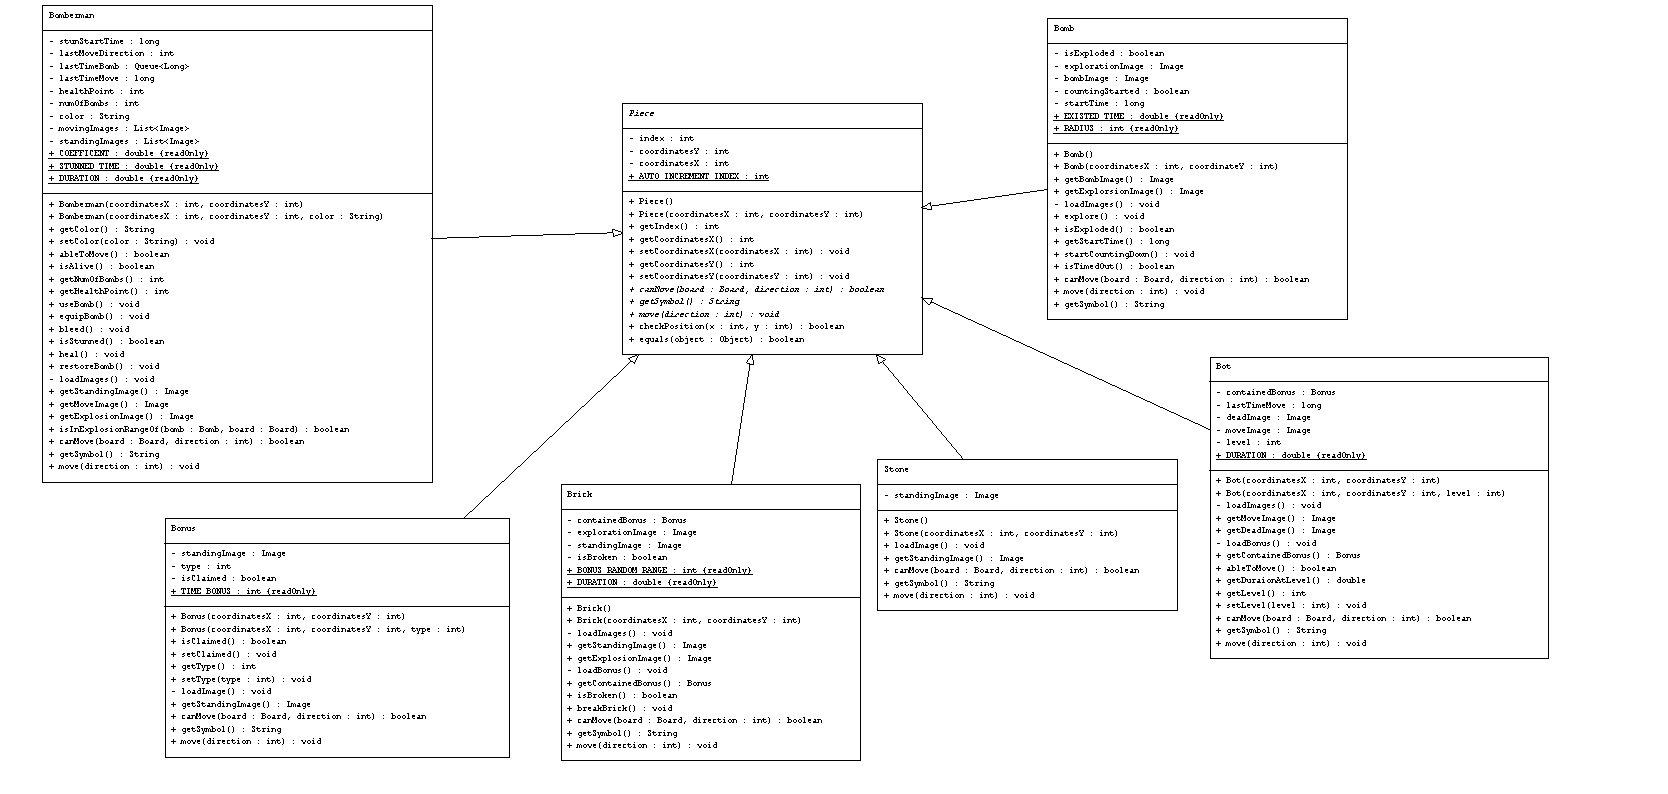 Bomberman
- stunStartTime : long
- lastMoveDirection : int
- lastTimeBomb : Queue<Long>
- lastTimeMove : long
- healthPoint : int
- numOfBombs : int
- color : String
- movingImages : List<Image>
- standingImages : List<Image>
+ COEFFICENT : double {readOnly}
+ STUNNED_TIME : double {readOnly}
+ DURATION : double {readOnly}
+ Bomberman(coordinatesX : int, coordinatesY : int)
+ Bomberman(coordinatesX : int, coordinatesY : int, color : String)
+ getColor() : String
+ setColor(color : String) : void
+ ableToMove() : boolean
+ isAlive() : boolean
+ getNumOfBombs() : int
+ getHealthPoint() : int
+ useBomb() : void
+ equipBomb() : void
+ bleed() : void
+ isStunned() : boolean
+ heal() : void
+ restoreBomb() : void
- loadImages() : void
+ getStandingImage() : Image
+ getMoveImage() : Image
+ getExplosionImage() : Image
+ isInExplosionRangeOf(bomb : Bomb, board : Board) : boolean
+ canMove(board : Board, direction : int) : boolean
+ getSymbol() : String
+ move(direction : int) : void
Piece
- index : int
- coordinatesY : int
- coordinatesX : int
+ AUTO_INCREMENT_INDEX : int
+ Piece()
+ Piece(coordinatesX : int, coordinatesY : int)
+ getIndex() : int
+ getCoordinatesX() : int
+ setCoordinatesX(coordinatesX : int) : void
+ getCoordinatesY() : int
+ setCoordinatesY(coordinatesY : int) : void
+ canMove(board : Board, direction : int) : boolean
+ getSymbol() : String
+ move(direction : int) : void
+ checkPosition(x : int, y : int) : boolean
+ equals(object : Object) : boolean
Bomb
- isExploded : boolean
- explorationImage : Image
- bombImage : Image
- countingStarted : boolean
- startTime : long
+ EXISTED_TIME : double {readOnly}
+ RADIUS : int {readOnly}
+ Bomb()
+ Bomb(coordinatesX : int, coordinateY : int)
+ getBombImage() : Image
+ getExplorsionImage() : Image
- loadImages() : void
+ explore() : void
+ isExploded() : boolean
+ getStartTime() : long
+ startCountingDown() : void
+ isTimedOut() : boolean
+ canMove(board : Board, direction : int) : boolean
+ move(direction : int) : void
+ getSymbol() : String
Bot
- containedBonus : Bonus
- lastTimeMove : long
- deadImage : Image
- moveImage : Image
- level : int
+ DURATION : double {readOnly}
+ Bot(coordinatesX : int, coordinatesY : int)
+ Bot(coordinatesX : int, coordinatesY : int, level : int)
- loadImages() : void
+ getMoveImage() : Image
+ getDeadImage() : Image
- loadBonus() : void
+ getContainedBonus() : Bonus
+ ableToMove() : boolean
+ getDuraionAtLevel() : double
+ getLevel() : int
+ setLevel(level : int) : void
+ canMove(board : Board, direction : int) : boolean
+ getSymbol() : String
+ move(direction : int) : void
Bonus
- standingImage : Image
- type : int
- isClaimed : boolean
+ TIME_BONUS : int {readOnly}
+ Bonus(coordinatesX : int, coordinatesY : int)
+ Bonus(coordinatesX : int, coordinatesY : int, type : int)
+ isClaimed() : boolean
+ setClaimed() : void
+ getType() : int
+ setType(type : int) : void
- loadImage() : void
+ getStandingImage() : Image
+ canMove(board : Board, direction : int) : boolean
+ getSymbol() : String
+ move(direction : int) : void
Brick
- containedBonus : Bonus
- explorationImage : Image
- standingImage : Image
- isBroken : boolean
+ BONUS_RANDOM_RANGE : int {readOnly}
+ DURATION : double {readOnly}
+ Brick()
+ Brick(coordinatesX : int, coordinatesY : int)
- loadImages() : void
+ getStandingImage() : Image
+ getExplosionImage() : Image
- loadBonus() : void
+ getContainedBonus() : Bonus
+ isBroken() : boolean
+ breakBrick() : void
+ canMove(board : Board, direction : int) : boolean
+ getSymbol() : String
+ move(direction : int) : void
Stone
- standingImage : Image
+ Stone()
+ Stone(coordinatesX : int, coordinatesY : int)
+ loadImage() : void
+ getStandingImage() : Image
+ canMove(board : Board, direction : int) : boolean
+ getSymbol() : String
+ move(direction : int) : void